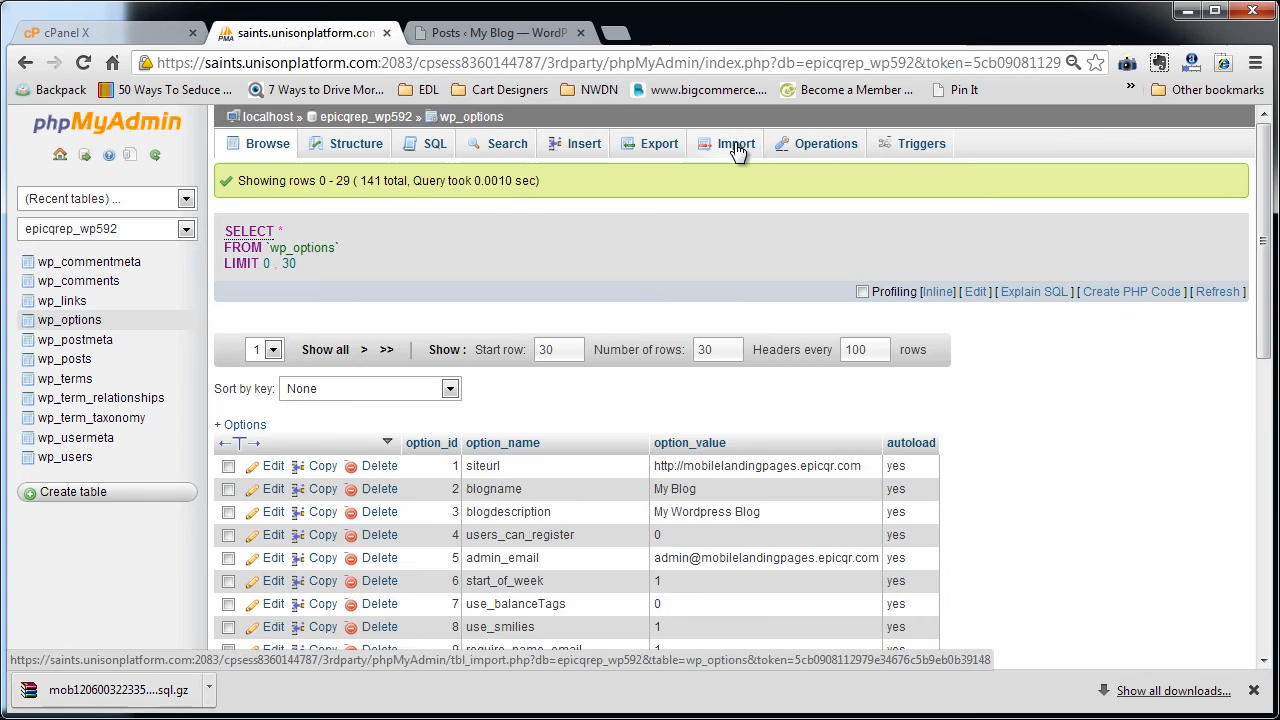 cP cPanel X
PMA saints.unisonplatform.con
Posts ‹ My Blog — WordP
https://saints.unisonplatform.com:2083/cpsess8360144787/3rdparty/phpMyAdmin/index.php?db=epicqrep_wp592&token=5cb09081129
Backpack 50 Ways To Seduce ... 7 Ways to Drive Mor... EDL Cart Designers NWDN www.bigcommerce.... Become a Member ... Pin It » Other bookmarks
phpMyAdmin
(Recent tables) ...
epicqrep_wp592
wp_commentmeta
wp_comments
wp_links
wp_options
wp_postmeta
wp_posts
wp_terms
wp_term_relationships
wp_term_taxonomy
wp_usermeta
wp_users
Create table
localhost » epicqrep_wp592 » wp_options
Browse Structure SQL Search Insert Export Import Operations Triggers
Showing rows 0 - 29 ( 141 total, Query took 0.0010 sec)
SELECT *
FROM `wp_options`
LIMIT 0 , 30
Profiling [Inline] [ Edit ] [ Explain SQL ] [ Create PHP Code ] [ Refresh ]
1 Show all > >> | Show : Start row: 30 Number of rows: 30 Headers every 100 rows
Sort by key: None
+ Options
←T→ option_id option_name option_value autoload
Edit Copy Delete 1 siteurl http://mobilelandingpages.epicqr.com yes
Edit Copy Delete 2 blogname My Blog yes
Edit Copy Delete 3 blogdescription My Wordpress Blog yes
Edit Copy Delete 4 users_can_register 0 yes
Edit Copy Delete 5 admin_email admin@mobilelandingpages.epicqr.com yes
Edit Copy Delete 6 start_of_week 1 yes
Edit Copy Delete 7 use_balanceTags 0 yes
Edit Copy Delete 8 use_smilies 1 yes
https://saints.unisonplatform.com:2083/cpsess8360144787/3rdparty/phpMyAdmin/tbl_import.php?db=epicqrep_wp592&table=wp_options&token=5cb0908112979e34676c5b9eb0b39148
mob120600322335....sql.gz
Show all downloads...